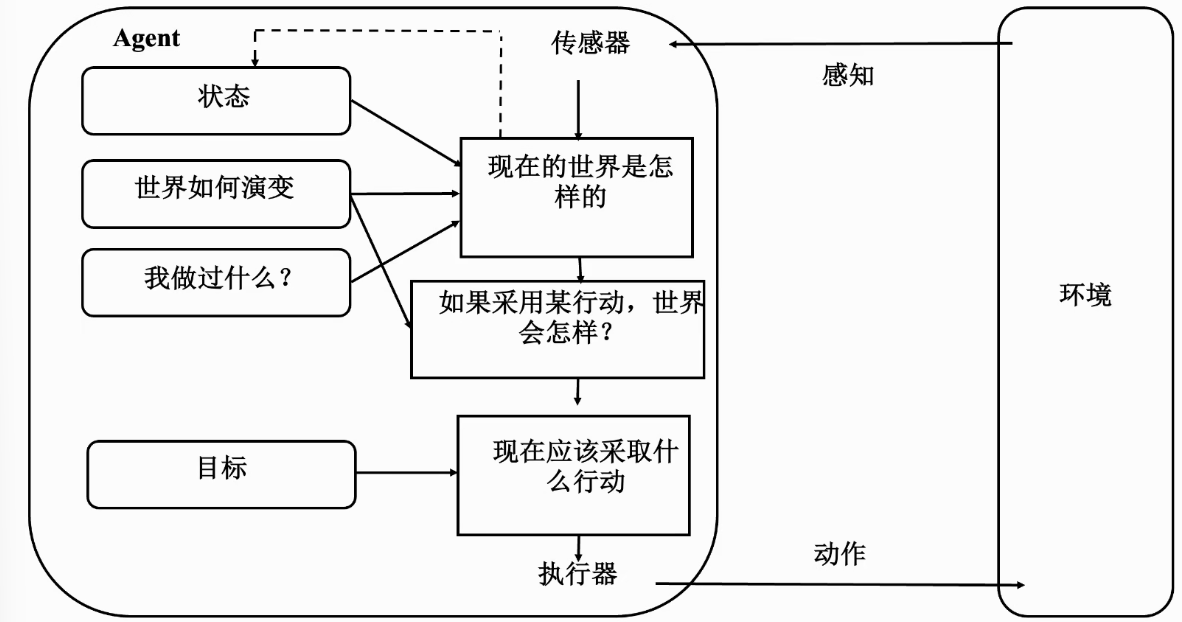 Agent
传感器
感知
状态
现在的世界是怎
样的
世界如何演变
我做过什么？
如果采用某行动，世界
会怎样？
环境
目标
现在应该采取什
么行动
执行器
动作